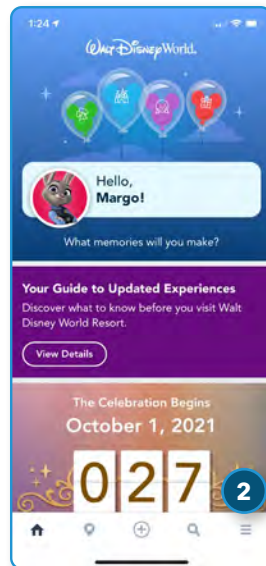 1:24
Walt Disney World.
Hello,
Margo!
What memories will you make?
Your Guide to Updated Experiences
Discover what to know before you visit Walt
Disney World Resort.
View Details
The Celebration Begins
October 1, 2021
027
2